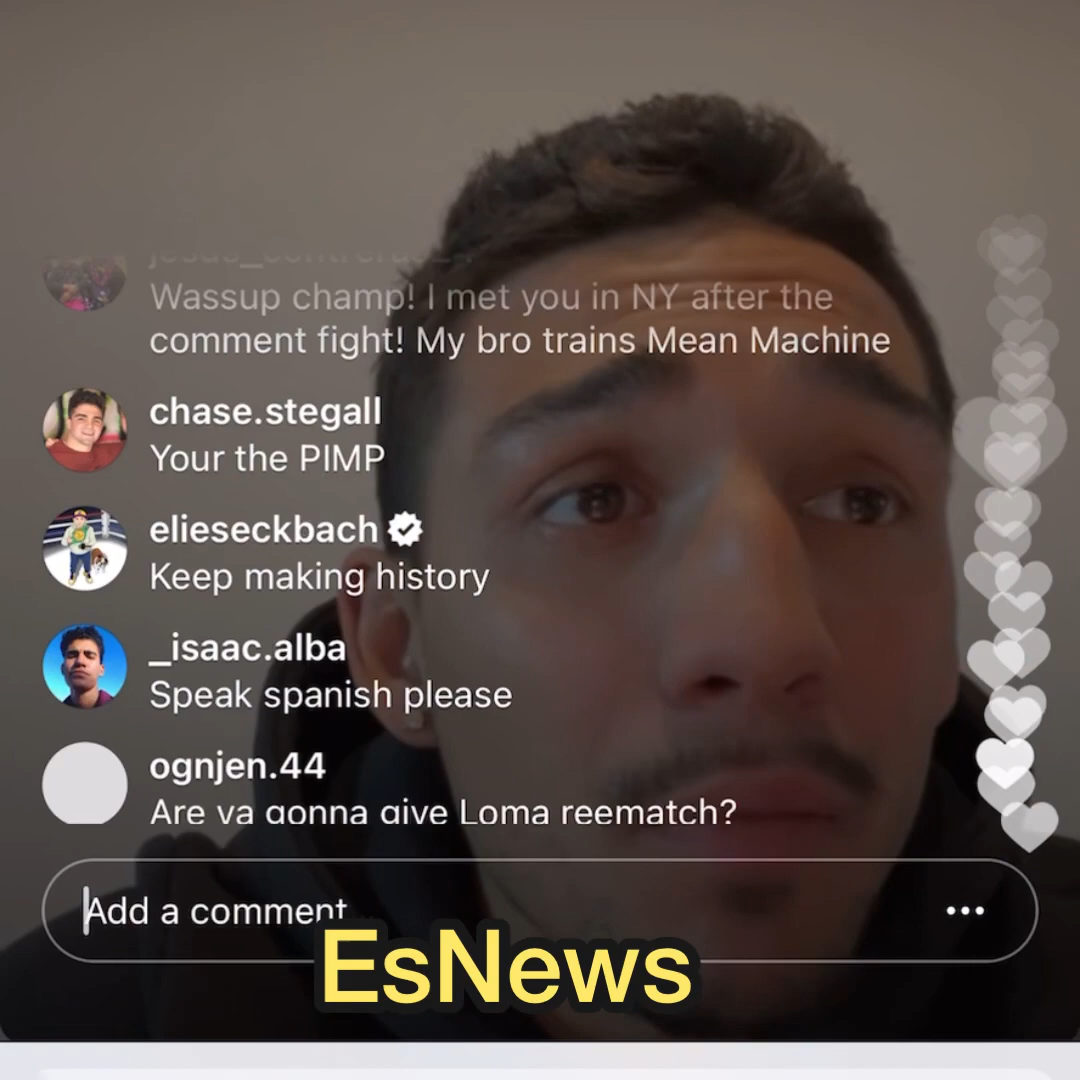 Wassup champ! I met you in NY after the
comment fight! My bro trains Mean Machine
chase.stegall
Your the PIMP
elieseckbach
Keep making history
_isaac.alba
Speak spanish please
ognjen.44
Are ya gonna give Loma reematch?
Add a comment
EsNews